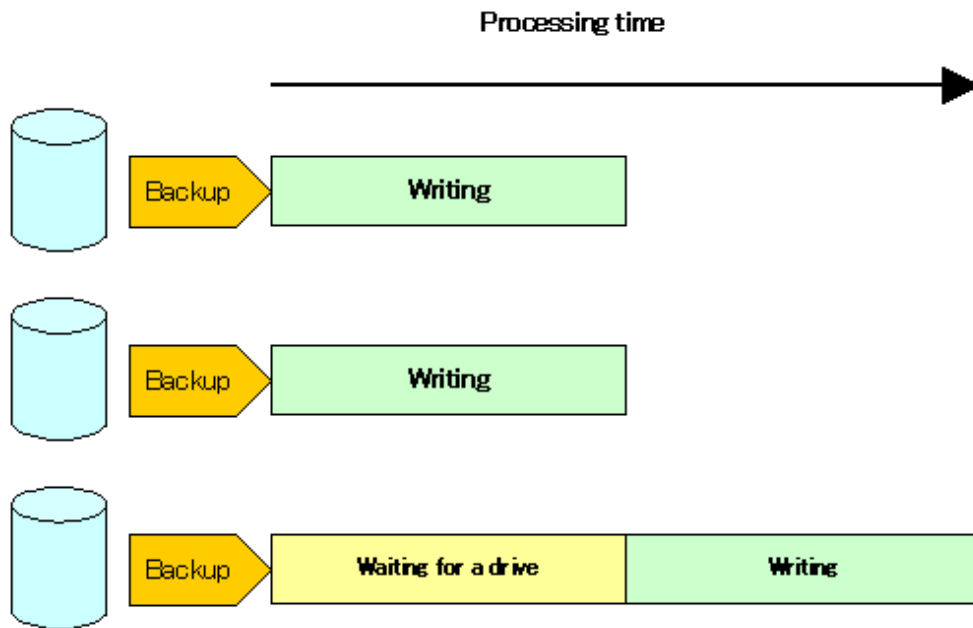 Processing time
Backup
Writing
Backup
Writing
Backup
Waiting for a drive
Writing